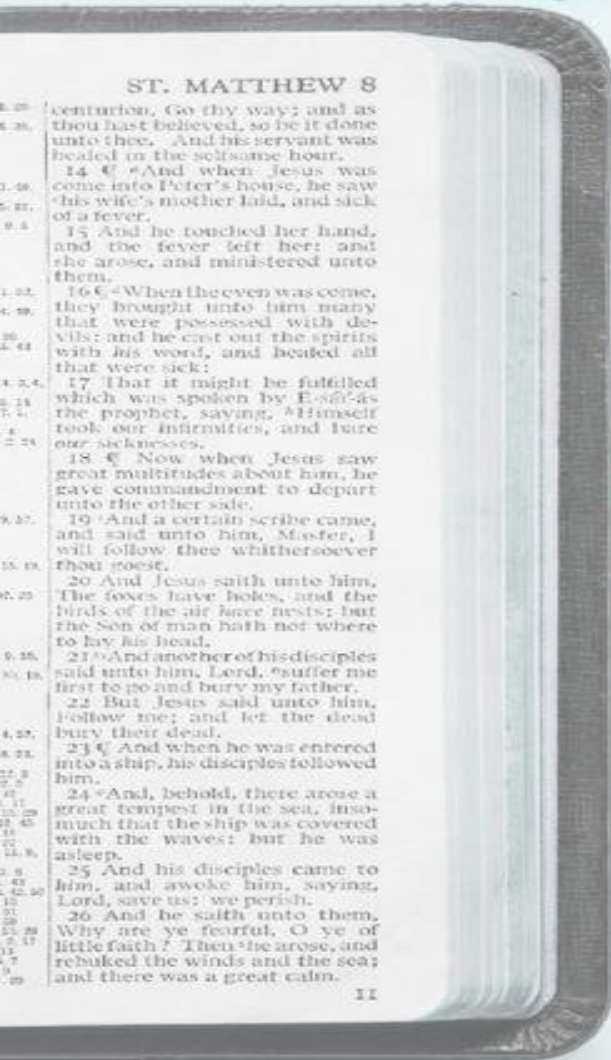 ST. MATTHEW 8
centurion, Go thy way; and as
thou hast believed, so be it done
unto thee. And his servant was
healed in the selfsame hour.
14 ¶ And when Jesus was
come into Peter's house, he saw
his wife's mother laid, and sick
of a fever.
15 And he touched her hand,
and the fever left her: and
she arose, and ministered unto
them.
16 ¶ When the even was come,
they brought unto him many
that were possessed with de-
vils: and he cast out the spirits
with his word, and healed all
that were sick:
17 That it might be fulfilled
which was spoken by E-sa'-as
the prophet, saying, Himself
took our infirmities, and bare
our sicknesses.
18 ¶ Now when Jesus saw
great multitudes about him, he
gave commandment to depart
unto the other side.
19 And a certain scribe came,
and said unto him, Master, I
will follow thee whithersoever
thou goest.
20 And Jesus saith unto him,
The foxes have holes, and the
birds of the air have nests; but
the Son of man hath not where
to lay his head.
21 And another of his disciples
said unto him, Lord, suffer me
first to go and bury my father.
22 But Jesus said unto him,
Follow me; and let the dead
bury their dead.
23 ¶ And when he was entered
into a ship, his disciples followed
him.
24 And, behold, there arose a
great tempest in the sea, inso-
much that the ship was covered
with the waves: but he was
asleep.
25 And his disciples came to
him, and awoke him, saying,
Lord, save us: we perish.
26 And he saith unto them,
Why are ye fearful, O ye of
little faith? Then he arose, and
rebuked the winds and the sea;
and there was a great calm.
11